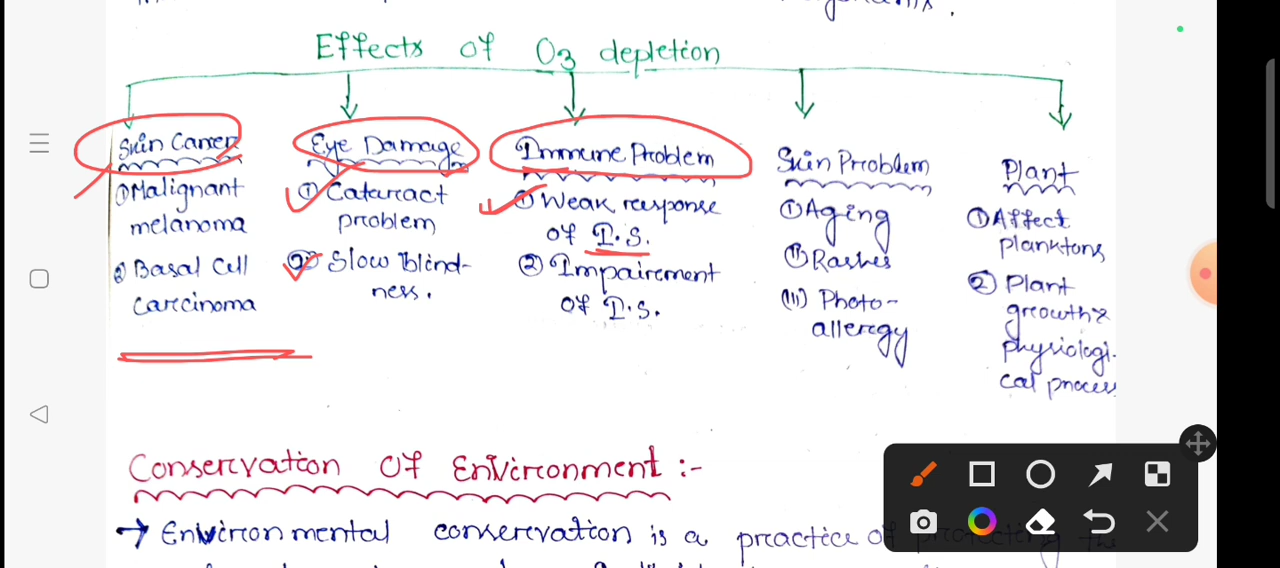 Effects of O3 depletion
Skin Cancer
① Malignant
melanoma
② Basal Cell
Carcinoma
Eye Damage
① Cataract
problem
② Slow blind-
ness.
Immune Problem
① Weak response
of I.S.
② Impairement
of I.S.
Skin Problem
① Aging
(ii) Rashes
(iii) Photo-
allergy
Plant
① Affect
planktons
② Plant
growth &
physiologi-
cal process
Conservation Of Environment :-
→ Environmental conservation is a practice of protecting the